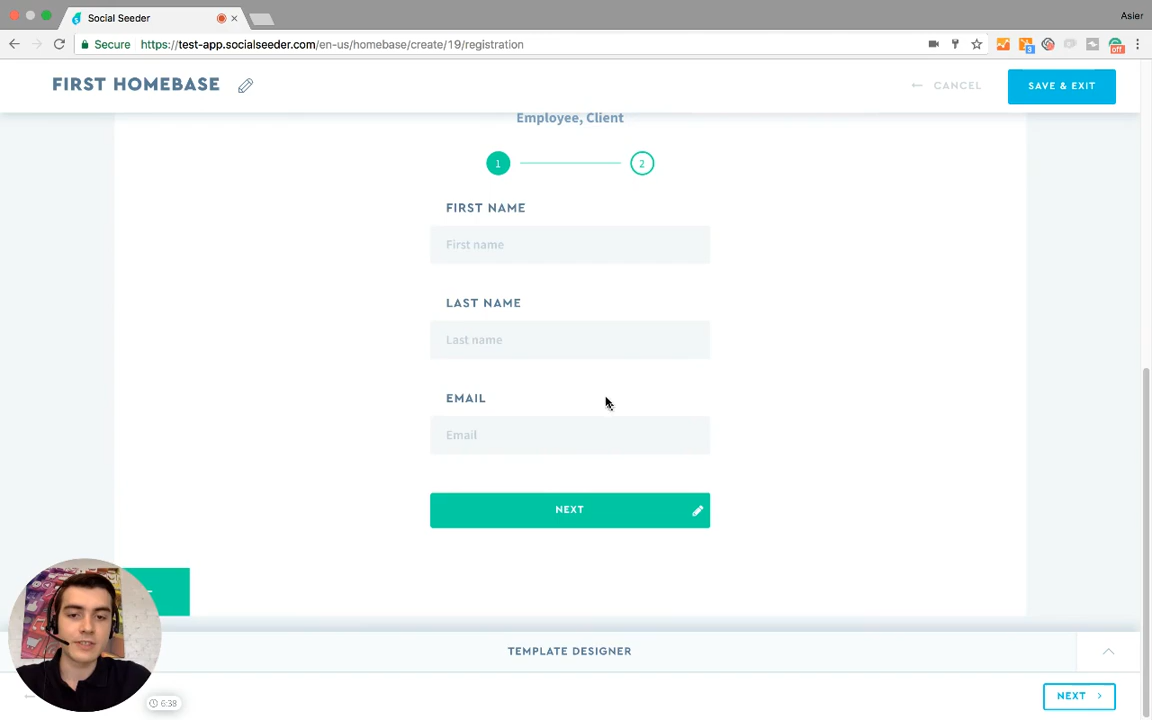 Social Seeder
Asier
Secure https://test-app.socialseeder.com/en-us/homebase/create/19/registration
3
off
FIRST HOMEBASE
← CANCEL
SAVE & EXIT
Employee, Client
1
2
FIRST NAME
First name
LAST NAME
Last name
EMAIL
Email
NEXT
TEMPLATE DESIGNER
6:38
NEXT >